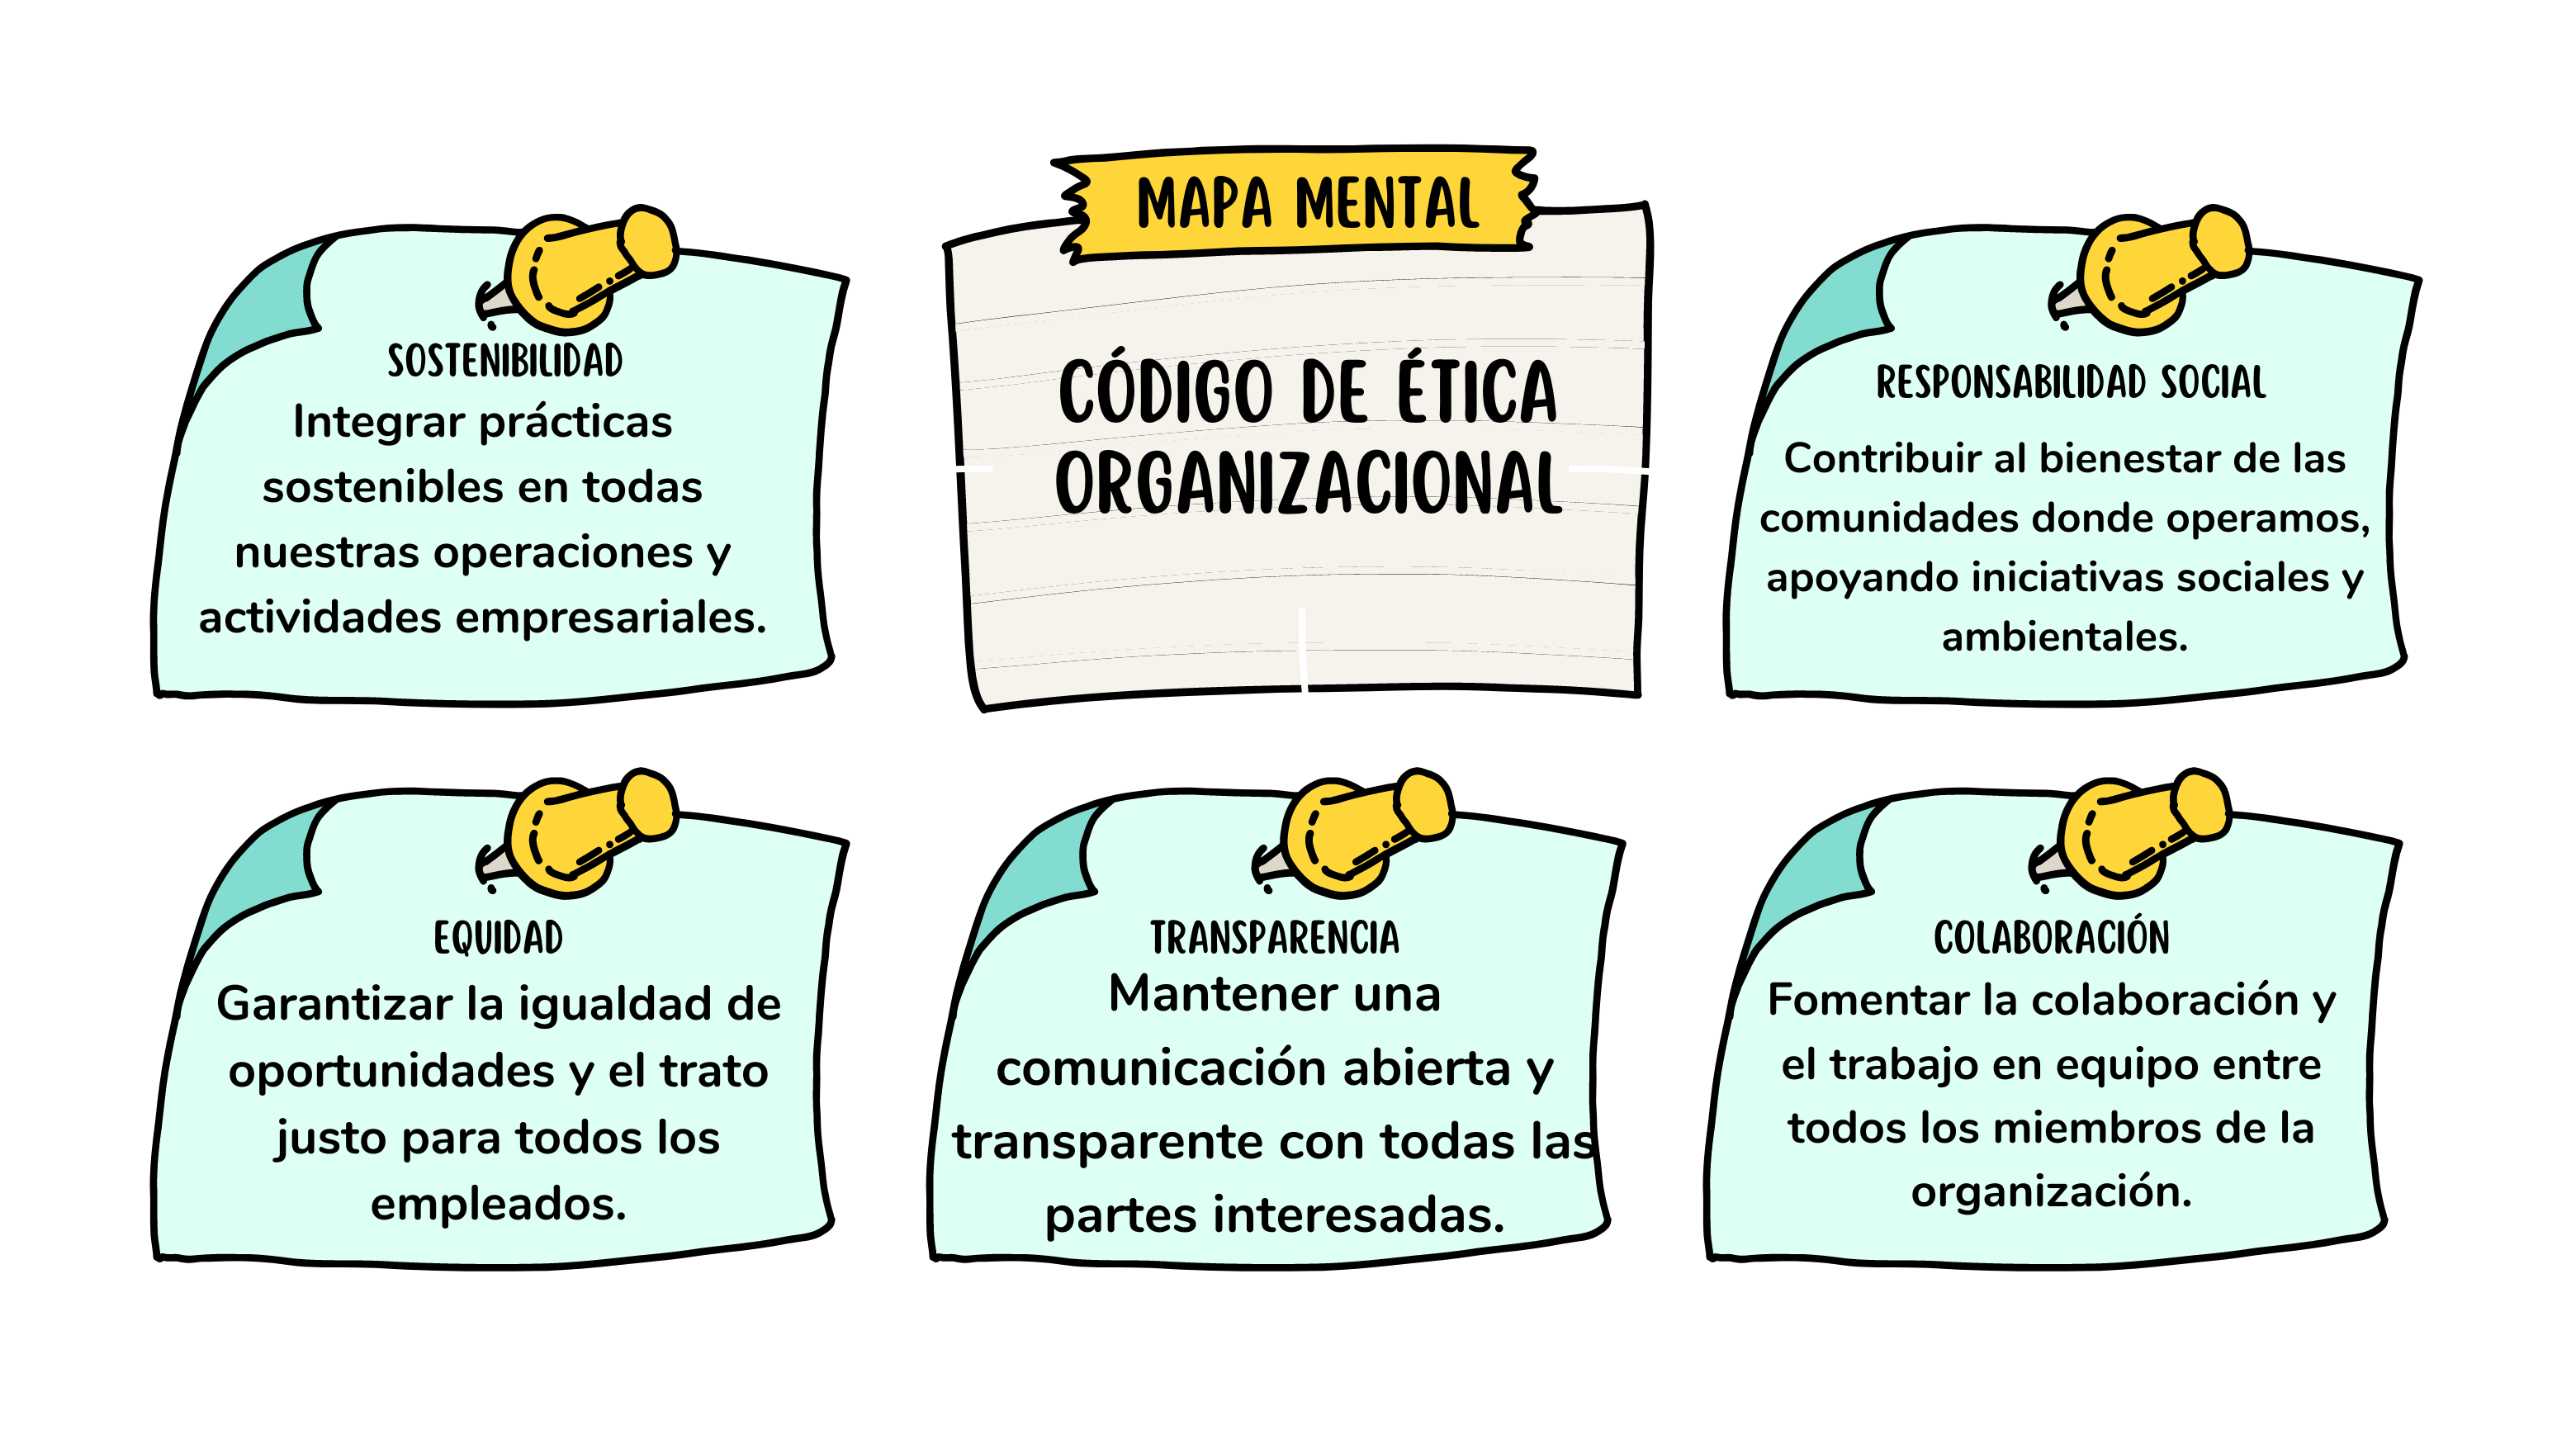 MAPA MENTAL
CÓDIGO DE ÉTICA
ORGANIZACIONAL
SOSTENIBILIDAD
Integrar prácticas
sostenibles en todas
nuestras operaciones y
actividades empresariales.
RESPONSABILIDAD SOCIAL
Contribuir al bienestar de las
comunidades donde operamos,
apoyando iniciativas sociales y
ambientales.
EQUIDAD
Garantizar la igualdad de
oportunidades y el trato
justo para todos los
empleados.
TRANSPARENCIA
Mantener una
comunicación abierta y
transparente con todas las
partes interesadas.
COLABORACIÓN
Fomentar la colaboración y
el trabajo en equipo entre
todos los miembros de la
organización.